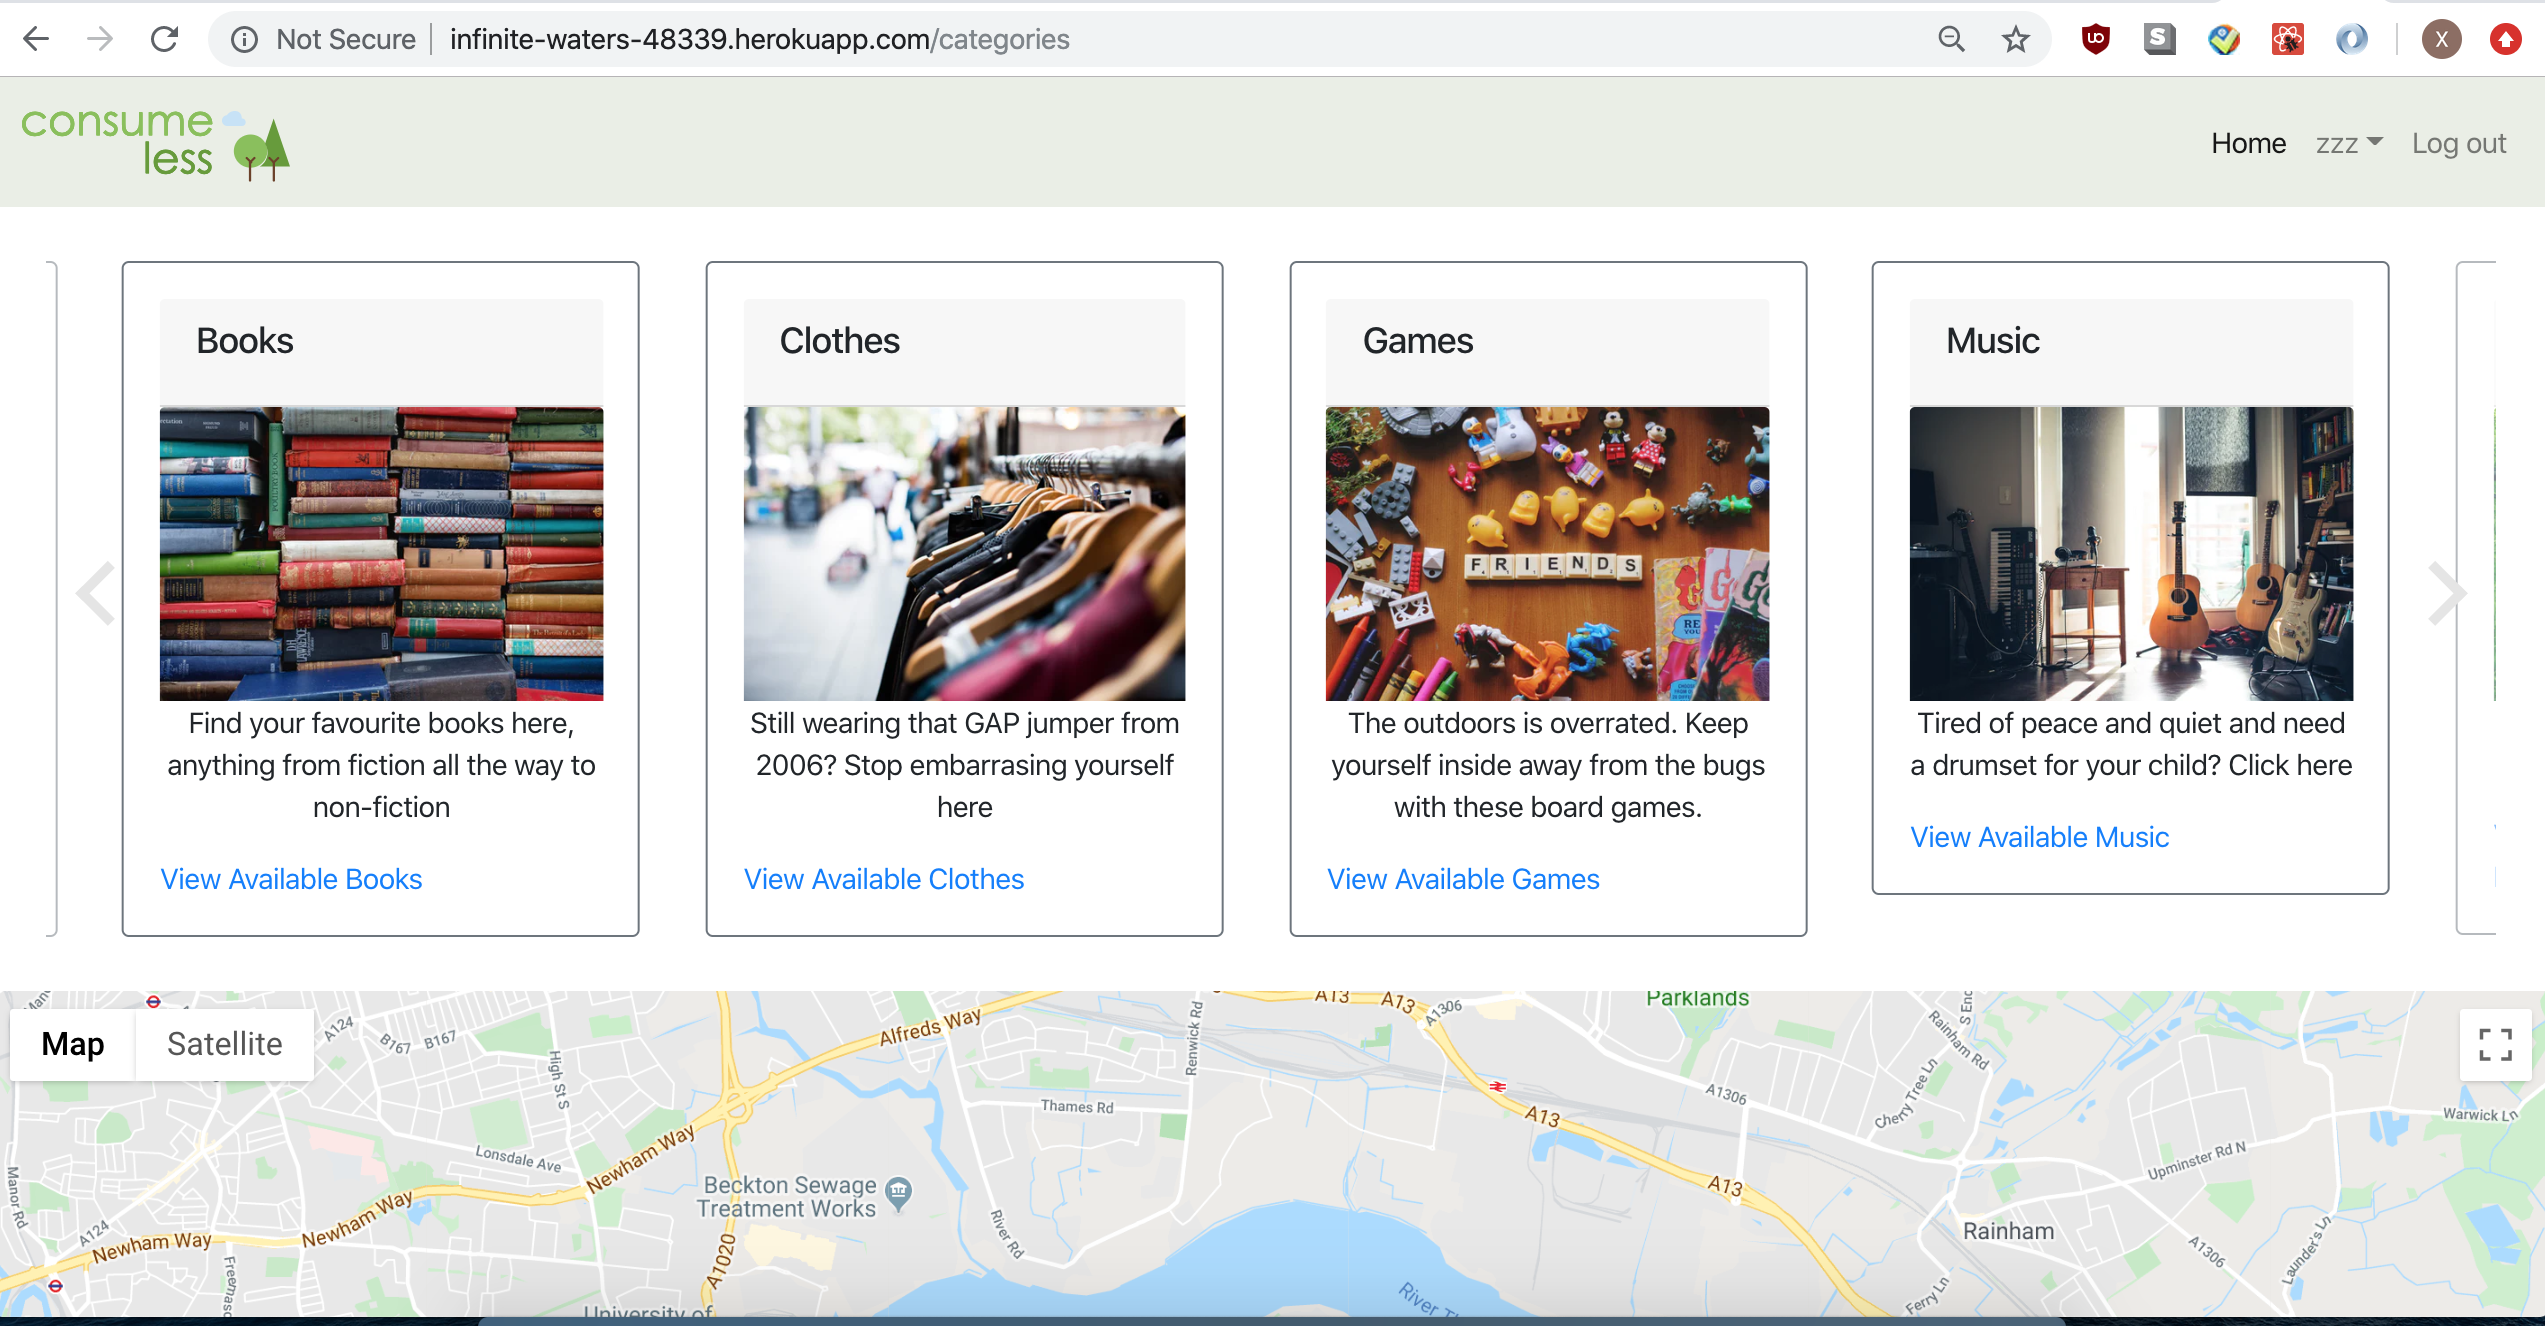 Not Secure infinite-waters-48339.herokuapp.com/categories
X
consume
less
Home zzz Log out
Books
Clothes
Games
Music
FRIENDS
Find your favourite books here,
anything from fiction all the way to
non-fiction
View Available Books
Still wearing that GAP jumper from
2006? Stop embarrasing yourself
here
View Available Clothes
The outdoors is overrated. Keep
yourself inside away from the bugs
with these board games.
View Available Games
Tired of peace and quiet and need
a drumset for your child? Click here
View Available Music
Map Satellite
A124
B167
B167
High St S
Alfreds Way
Renwick Rd
A13
A13
A1306
Parklands
Rainham Rd
Thames Rd
A1306
Cherry Tree Ln
Warwick Ln
A13
Manor Rd
Lonsdale Ave
Newham Way
Beckton Sewage
Treatment Works
Upminster Rd N
A13
A124
Newham Way
Newham Way
River Rd
Rainham
A1306
Launder's Ln
A1020
Ferry Ln
University of
River